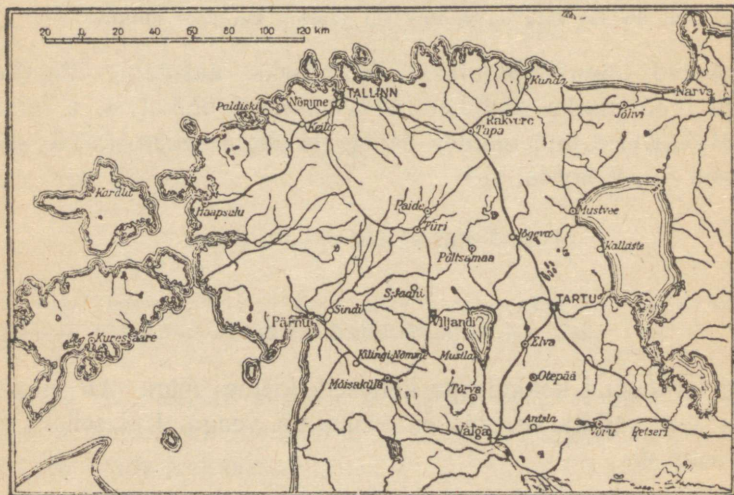 20 0 20 40 60 80 100 120 km
Kunda
Narva
TALLINN
Nõmme
Paldiski
Keila
Rakvere
Jõhvi
Tapa
Kärdla
Haapsalu
Paide
Türi
Mustvee
Jõgeva
Kallaste
Põltsamaa
S.Jaani
Sindi
Pärnu
Viljandi
TARTU
Kuressaare
Kilingi-Nõmme
Mustla
Elva
Mõisaküla
Otepää
Tõrva
Antsla
Valga
Võru
Petseri